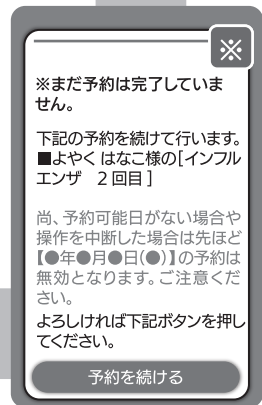 ※
※まだ予約は完了していま
せん。
下記の予約を続けて行います。
■よやく はなこ様の[インフル
エンザ　2回目]
尚、予約可能日がない場合や
操作を中断した場合は先ほど
【●年●月●日(●)】の予約は
無効となります。ご注意くだ
さい。
よろしければ下記ボタンを押し
てください。
予約を続ける